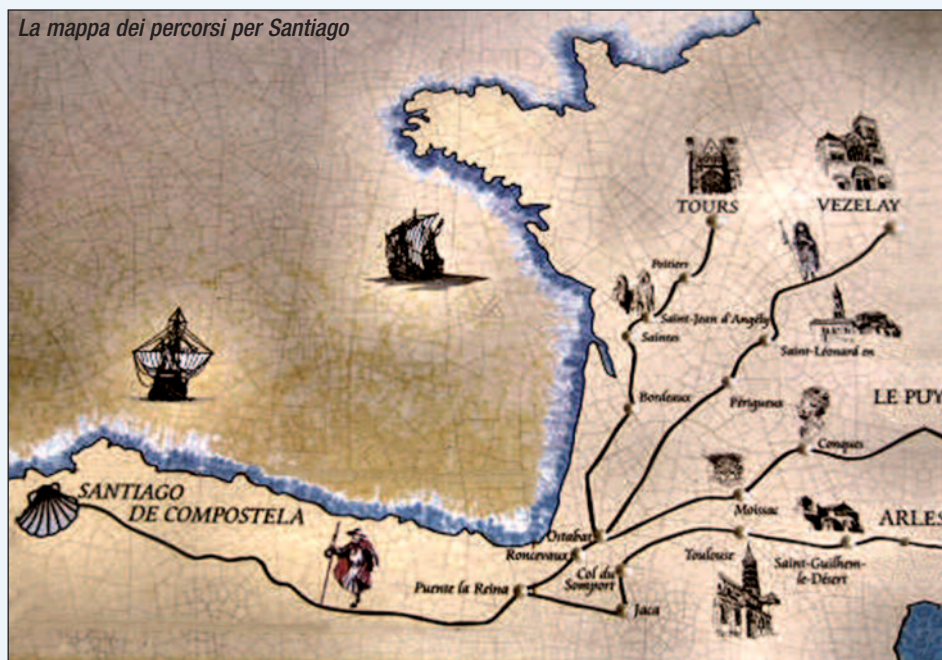 La mappa dei percorsi per Santiago
TOURS
VEZELAY
Poitiers
Saint-Jean d'Angély
Saintes
Saint-Léonard en
Bordeaux
Périgueux
LE PUY
Conques
SANTIAGO
DE COMPOSTELA
Moissac
ARLES
Ostabat
Roncevaux
Toulouse
Saint-Guilhem-
le-Désert
Col du
Somport
Puente la Reina
Jaca